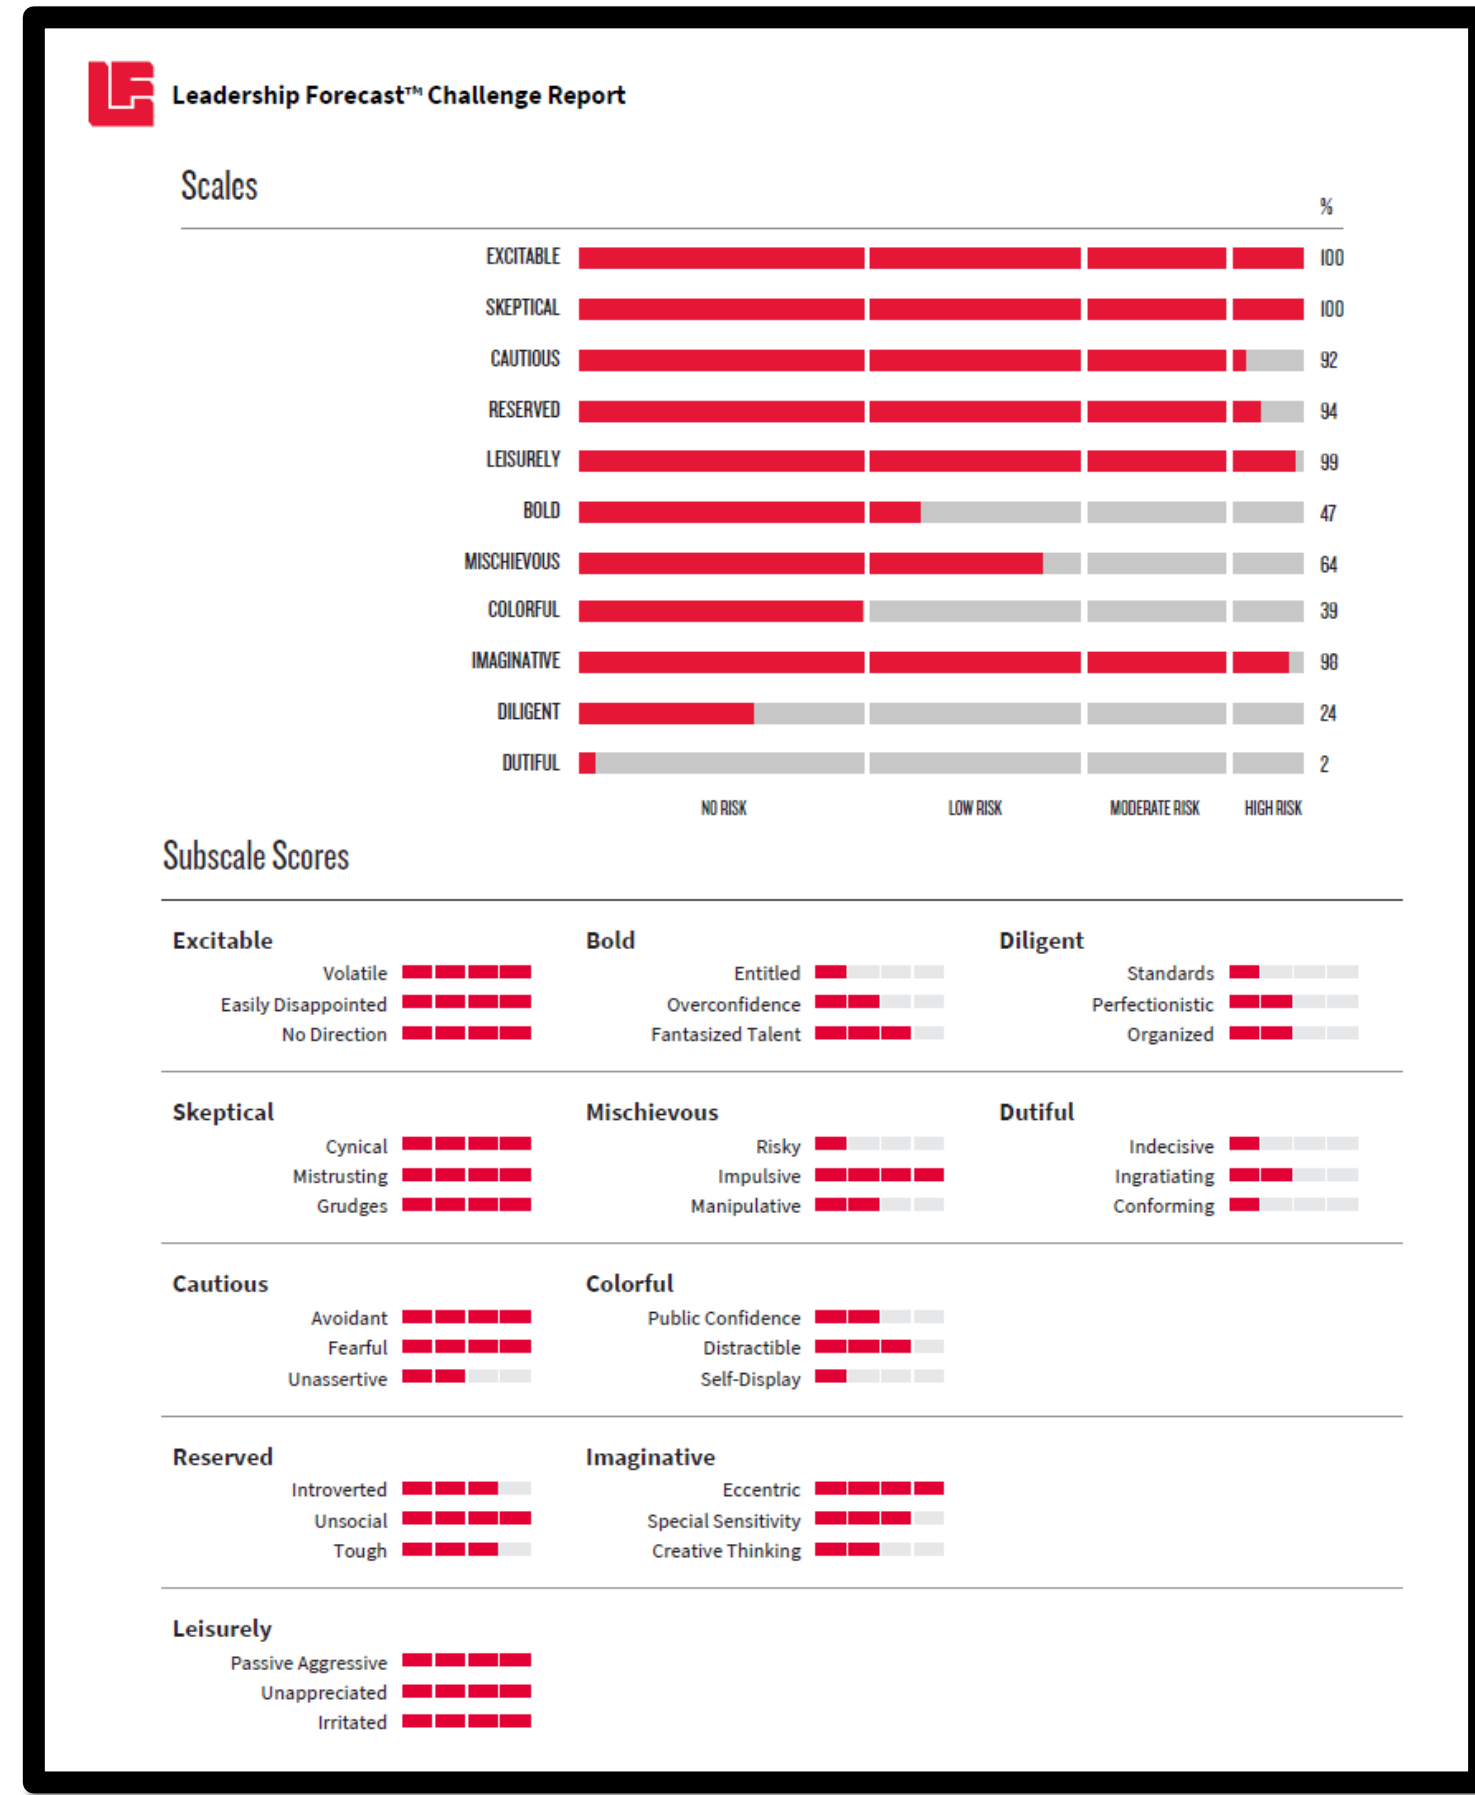 LF
Leadership Forecast™ Challenge Report
Scales
%
EXCITABLE 100
SKEPTICAL 100
CAUTIOUS 92
RESERVED 94
LEISURELY 99
BOLD 47
MISCHIEVOUS 64
COLORFUL 39
IMAGINATIVE 98
DILIGENT 24
DUTIFUL 2
NO RISK LOW RISK MODERATE RISK HIGH RISK
Subscale Scores
Excitable
Volatile
Easily Disappointed
No Direction
Bold
Entitled
Overconfidence
Fantasized Talent
Diligent
Standards
Perfectionistic
Organized
Skeptical
Cynical
Mistrusting
Grudges
Mischievous
Risky
Impulsive
Manipulative
Dutiful
Indecisive
Ingratiating
Conforming
Cautious
Avoidant
Fearful
Unassertive
Colorful
Public Confidence
Distractible
Self-Display
Reserved
Introverted
Unsocial
Tough
Imaginative
Eccentric
Special Sensitivity
Creative Thinking
Leisurely
Passive Aggressive
Unappreciated
Irritated